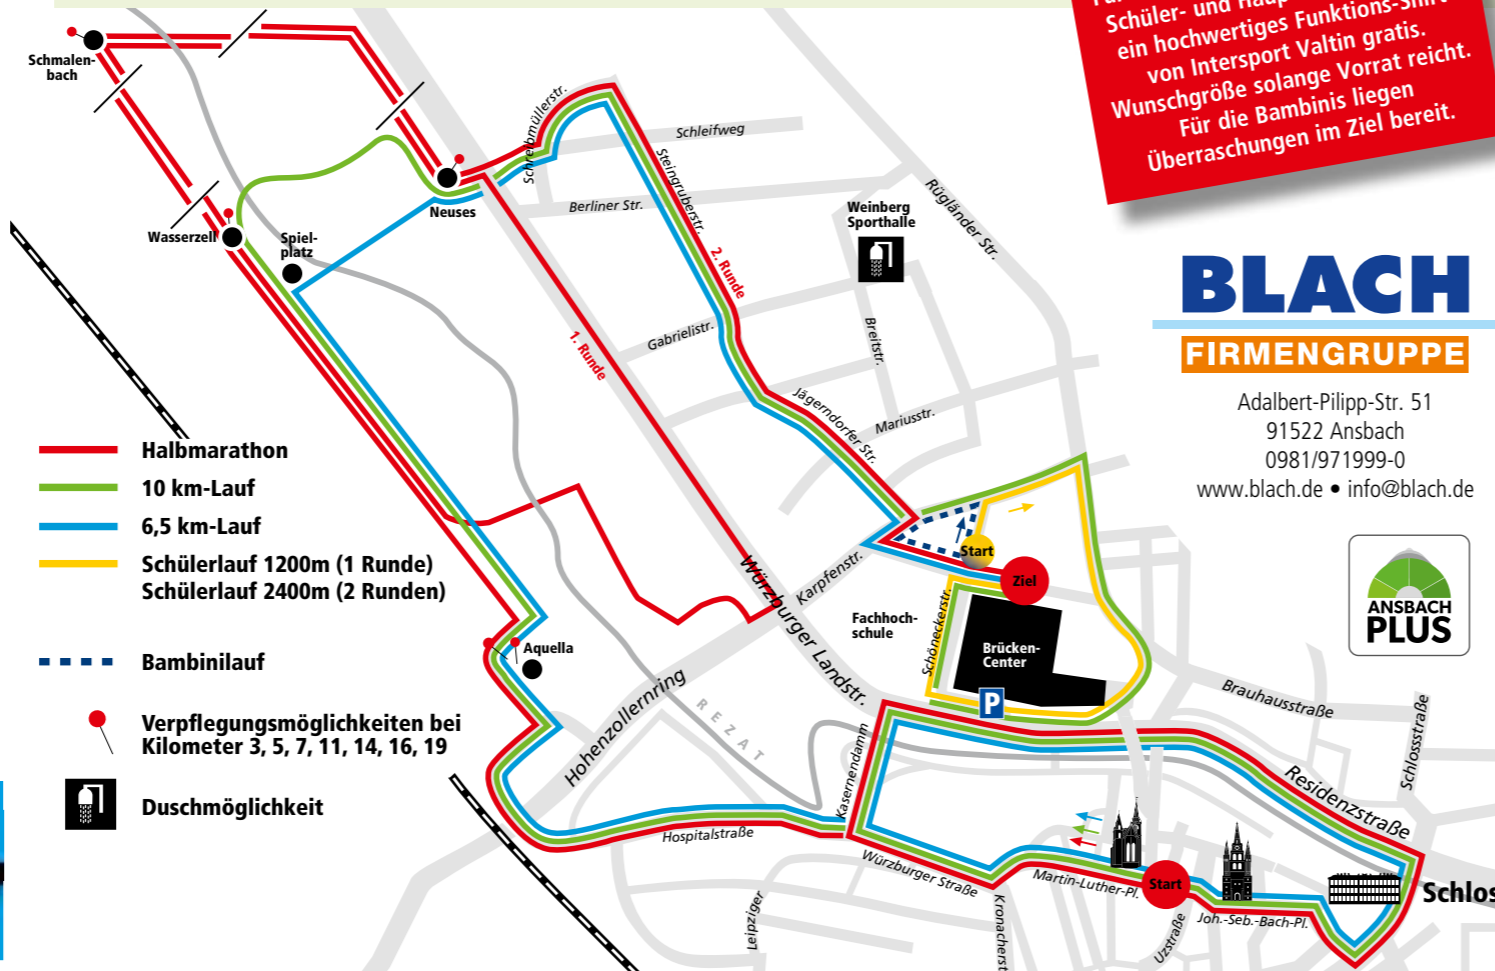 Schüler- und
ein hochwertiges Funktions-Shirt
von Intersport Valtin gratis.
Wunschgröße solange Vorrat reicht.
Für die Bambinis liegen
Überraschungen im Ziel bereit.
Schmalen-
bach
Schreibmüllerstr.
Schleifweg
Steingruberstr.
Neuses
Berliner Str.
Wasserzell
Spiel-
platz
Weinberg
Sporthalle
Rügländer Str.
2. Runde
1. Runde
Gabrielistr.
Breitstr.
Jägerndorfer Str.
Mariusstr.
BLACH
FIRMENGRUPPE
Adalbert-Pilipp-Str. 51
91522 Ansbach
0981/971999-0
www.blach.de • info@blach.de
ANSBACH
PLUS
Halbmarathon
10 km-Lauf
6,5 km-Lauf
Schülerlauf 1200m (1 Runde)
Schülerlauf 2400m (2 Runden)
Bambinilauf
Verpflegungsmöglichkeiten bei
Kilometer 3, 5, 7, 11, 14, 16, 19
Duschmöglichkeit
Start
Ziel
Würzburger Landstr.
Karpfenstr.
Fachhoch-
schule
Schöneckerstr.
Brücken-
Center
P
Aquella
Hohenzollernring
REZAT
Kasernendamm
Brauhausstraße
Schlossstraße
Residenzstraße
Hospitalstraße
Würzburger Straße
Martin-Luther-Pl.
Start
Joh.-Seb.-Bach-Pl.
Schlos
Leipziger
Kronacherst
Uzstraße